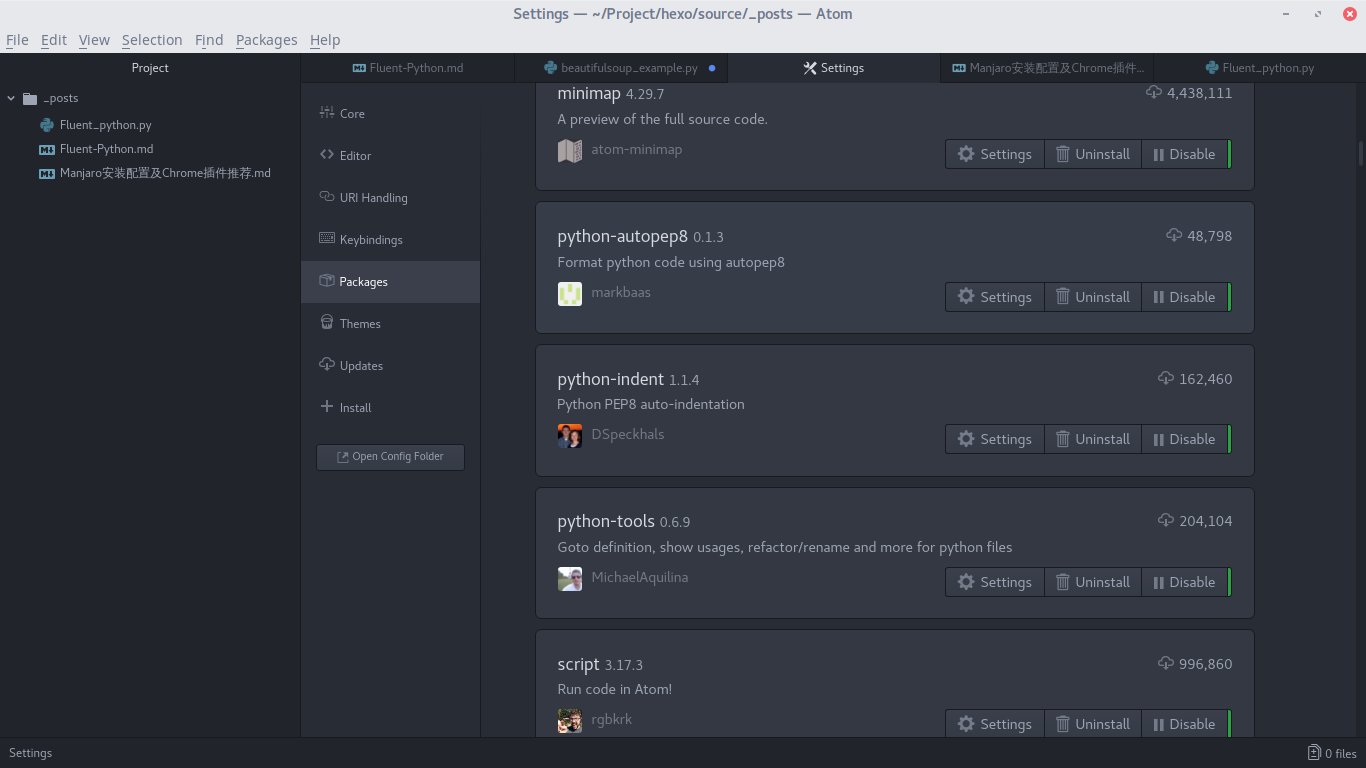 Settings — ~/Project/hexo/source/_posts — Atom
File Edit View Selection Find Packages Help
Project
Fluent-Python.md
beautifulsoup_example.py
Settings
Manjaro安装配置及Chrome插件...
Fluent_python.py
_posts
Fluent_python.py
Fluent-Python.md
Manjaro安装配置及Chrome插件推荐.md
Core
Editor
URI Handling
Keybindings
Packages
Themes
Updates
Install
Open Config Folder
minimap 4.29.7 4,438,111
A preview of the full source code.
atom-minimap
Settings Uninstall Disable
python-autopep8 0.1.3 48,798
Format python code using autopep8
markbaas
Settings Uninstall Disable
python-indent 1.1.4 162,460
Python PEP8 auto-indentation
DSpeckhals
Settings Uninstall Disable
python-tools 0.6.9 204,104
Goto definition, show usages, refactor/rename and more for python files
MichaelAquilina
Settings Uninstall Disable
script 3.17.3 996,860
Run code in Atom!
rgbkrk
Settings Uninstall Disable
Settings
0 files